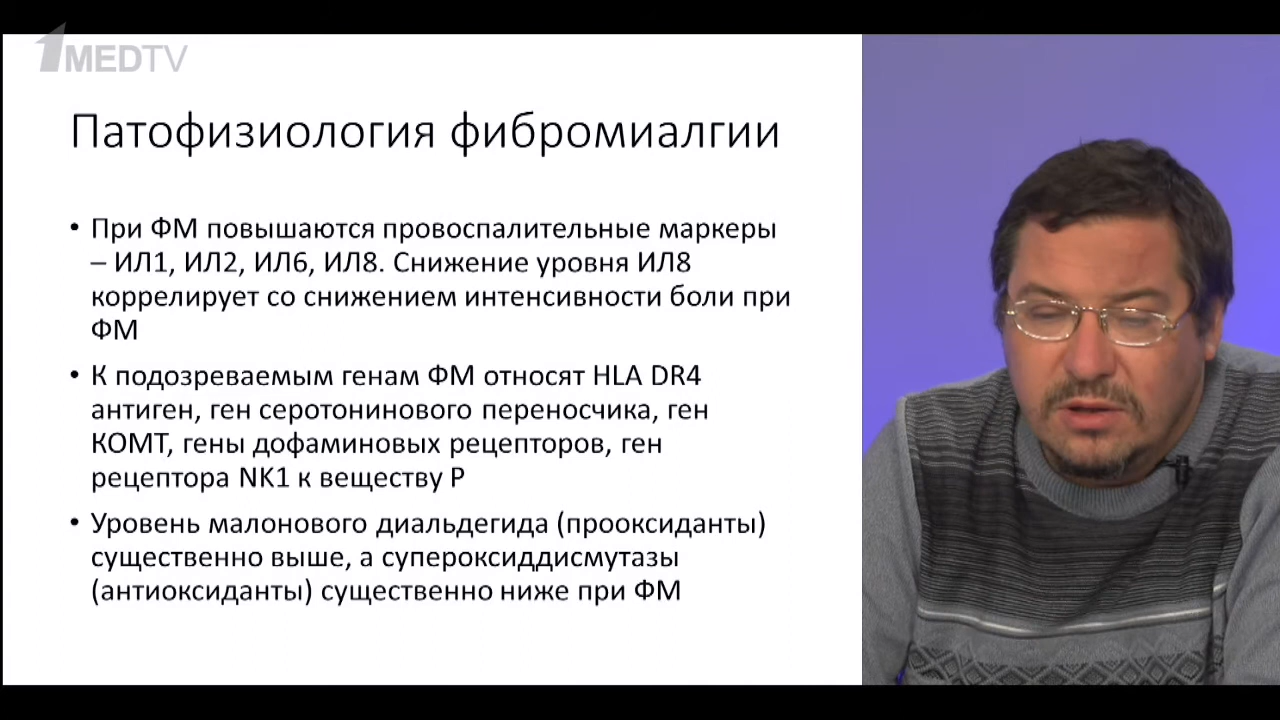 1MEDTV
Патофизиология фибромиалгии
• При ФМ повышаются провоспалительные маркеры
– ИЛ1, ИЛ2, ИЛ6, ИЛ8. Снижение уровня ИЛ8
коррелирует со снижением интенсивности боли при
ФМ
• К подозреваемым генам ФМ относят HLA DR4
антиген, ген серотонинового переносчика, ген
КОМТ, гены дофаминовых рецепторов, ген
рецептора NK1 к веществу Р
• Уровень малонового диальдегида (прооксиданты)
существенно выше, а супероксиддисмутазы
(антиоксиданты) существенно ниже при ФМ